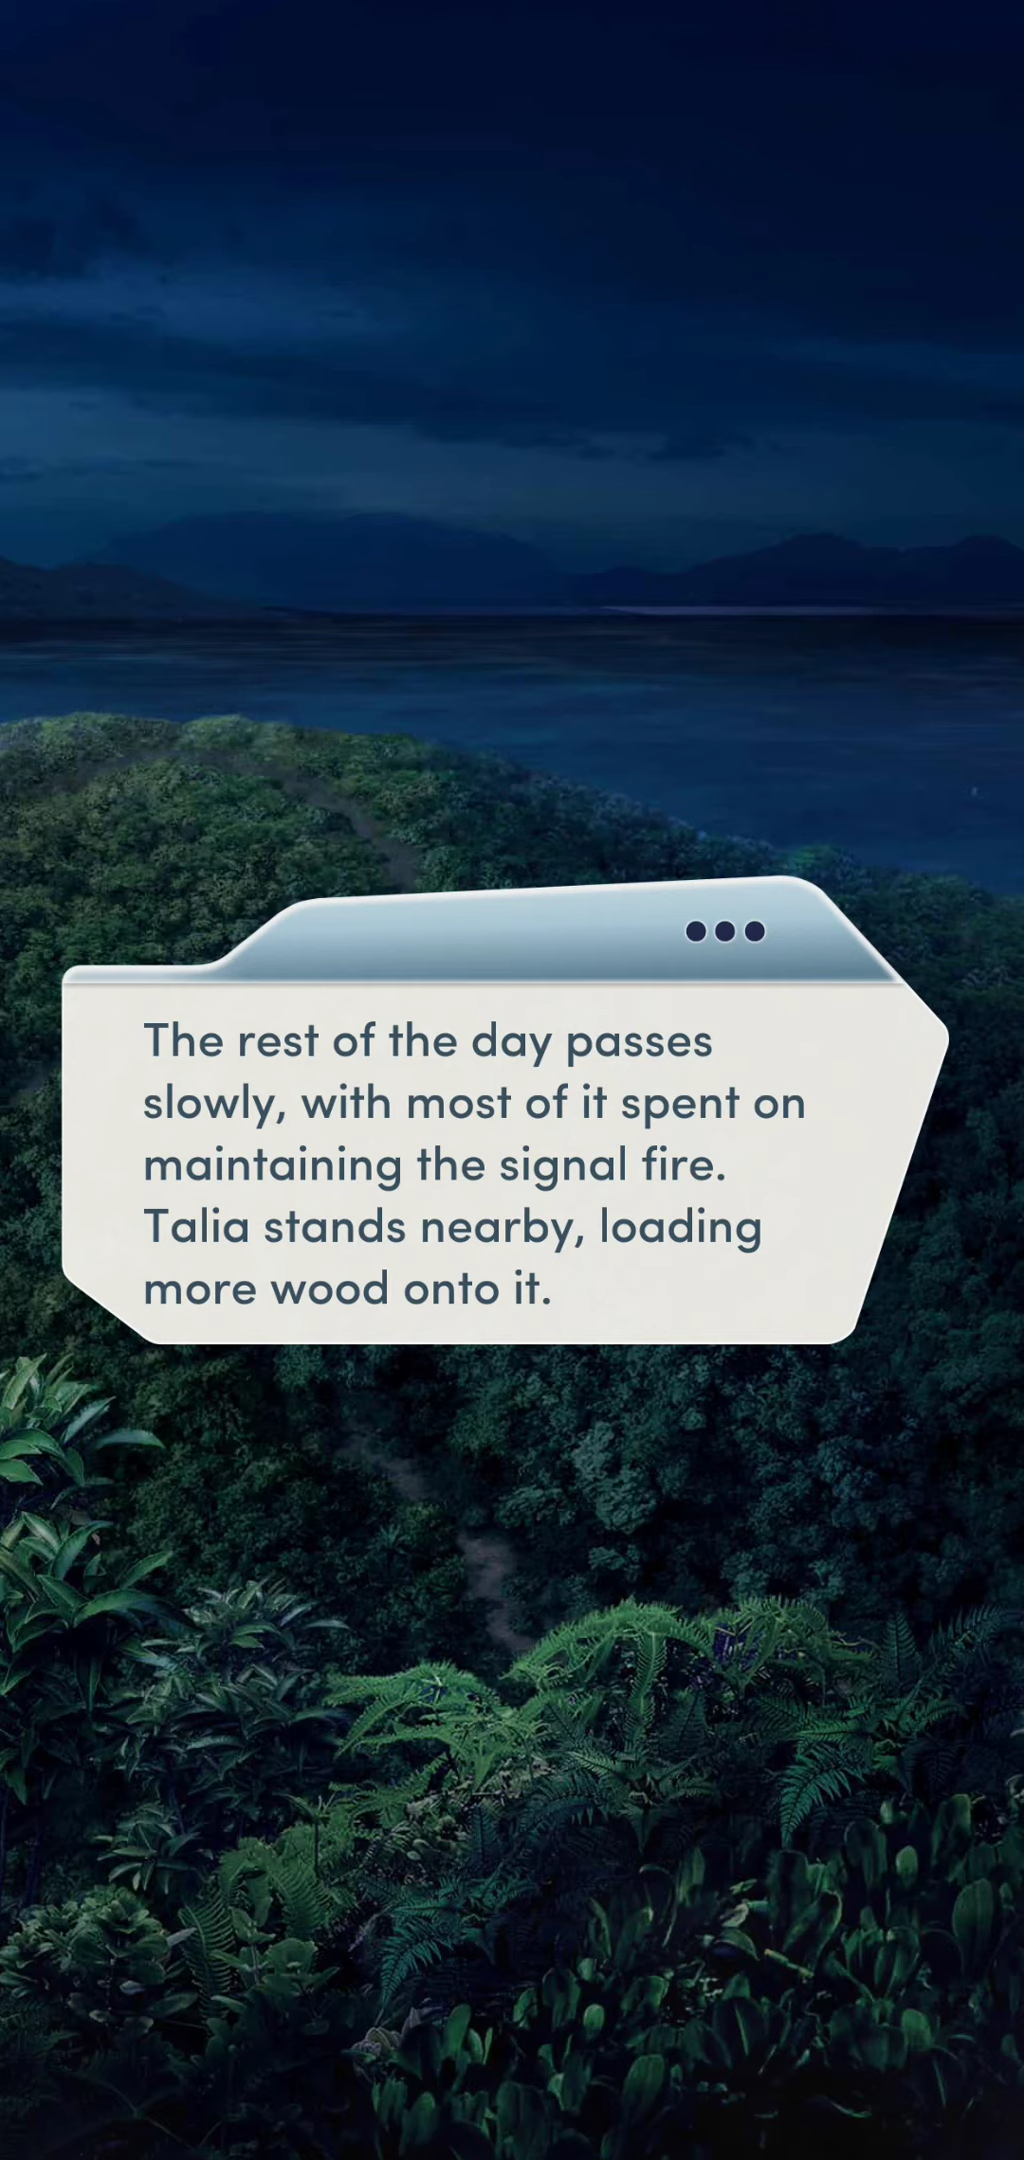 The rest of the day passes
slowly, with most of it spent on
maintaining the signal fire.
Talia stands nearby, loading
more wood onto it.